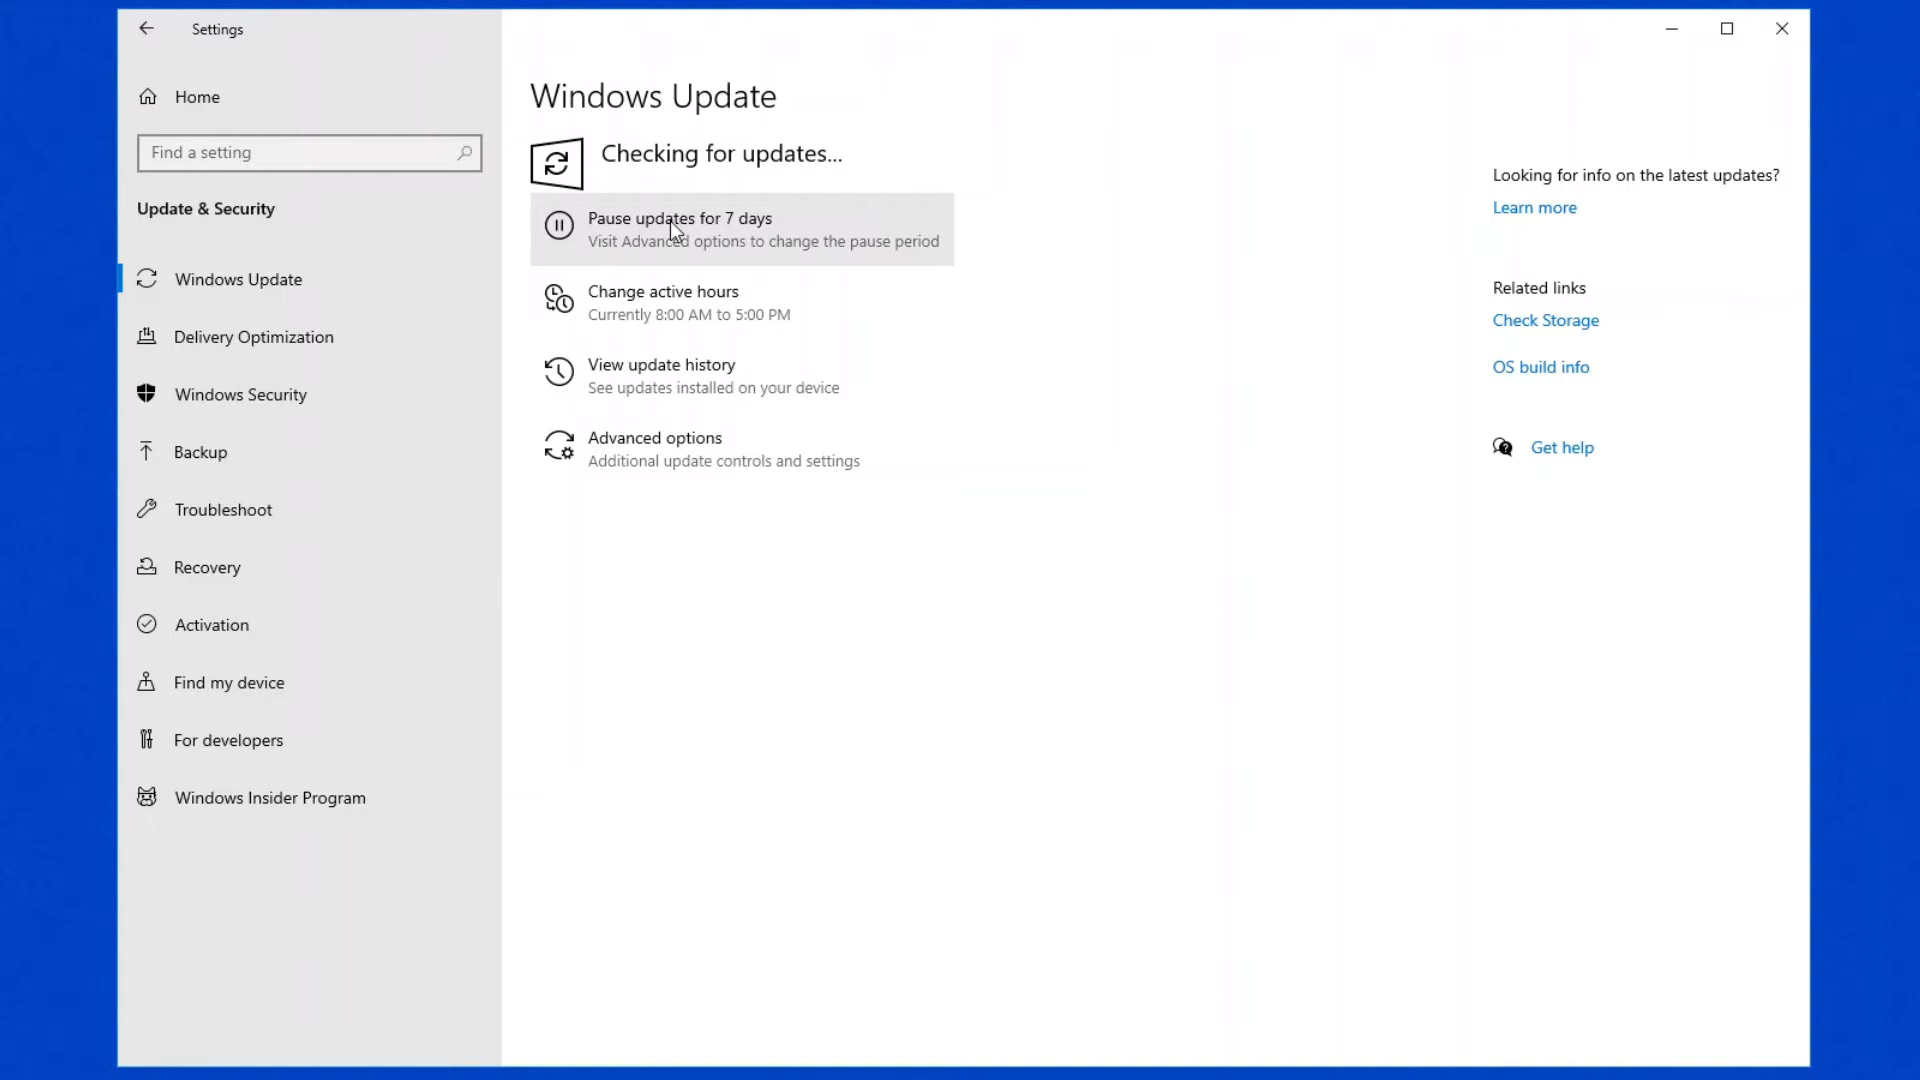 Settings
Home
Find a setting
Update & Security
Windows Update
Delivery Optimization
Windows Security
Backup
Troubleshoot
Recovery
Activation
Find my device
For developers
Windows Insider Program
Windows Update
Checking for updates...
Pause updates for 7 days
Visit Advanced options to change the pause period
Change active hours
Currently 8:00 AM to 5:00 PM
View update history
See updates installed on your device
Advanced options
Additional update controls and settings
Looking for info on the latest updates?
Learn more
Related links
Check Storage
OS build info
Get help